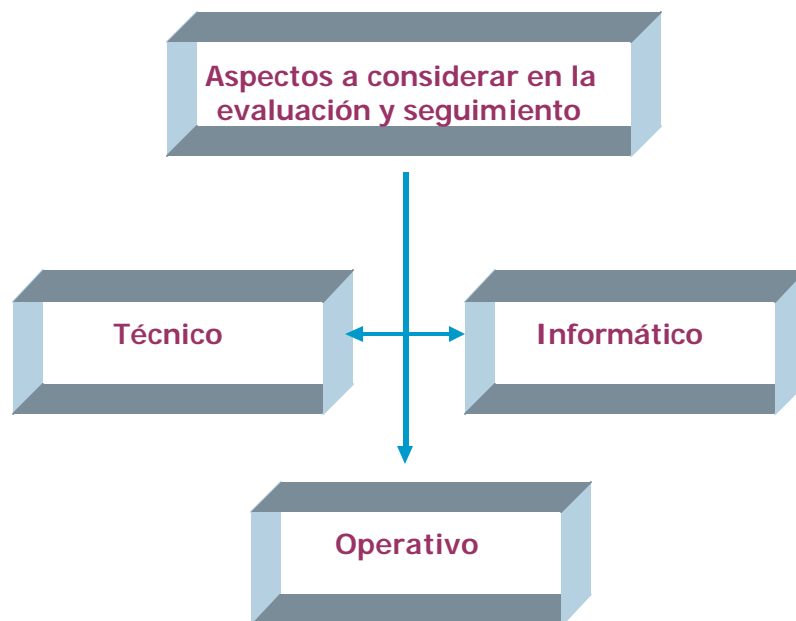 Aspectos a considerar en la
evaluación y seguimiento
Técnico
Informático
Operativo